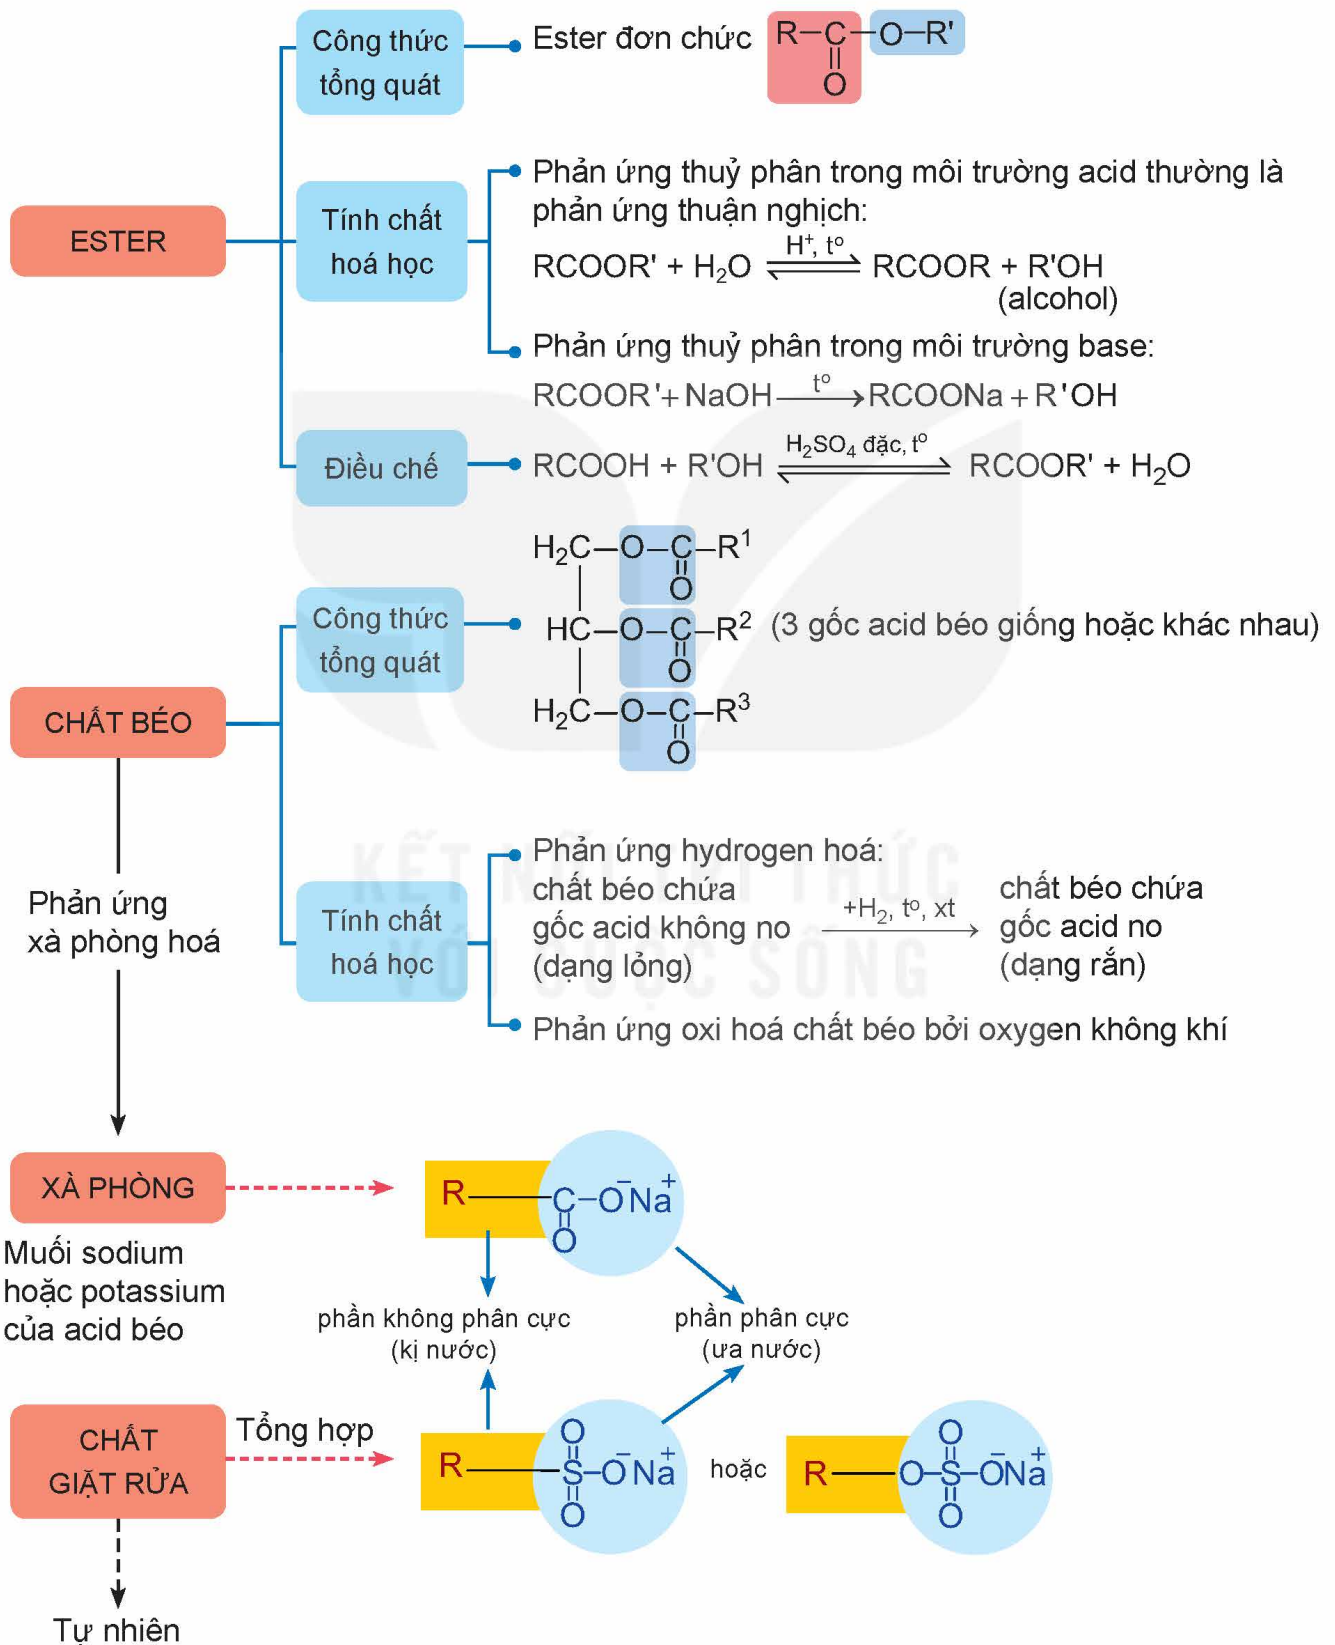 Công thức
tổng quát
Ester đơn chức
R–C–O–R'
O
ESTER
Tính chất
hoá học
Phản ứng thuỷ phân trong môi trường acid thường là
phản ứng thuận nghịch:
RCOOR' + H₂O ⇌ RCOOR + R'OH
H⁺, tº
(alcohol)
Phản ứng thuỷ phân trong môi trường base:
RCOOR'+ NaOH → RCOONa + R'OH
tº
Điều chế
RCOOH + R'OH ⇌ RCOOR' + H₂O
H₂SO₄ đặc, tº
CHẤT BÉO
Công thức
tổng quát
H₂C–O–C–R¹
O
HC–O–C–R² (3 gốc acid béo giống hoặc khác nhau)
O
H₂C–O–C–R³
O
Tính chất
hoá học
Phản ứng hydrogen hoá:
chất béo chứa
gốc acid không no
(dạng lỏng)
+H₂, tº, xt
chất béo chứa
gốc acid no
(dạng rắn)
Phản ứng oxi hoá chất béo bởi oxygen không khí
KẾT NỐI TRI THỨC
VỚI CUỘC SỐNG
Phản ứng
xà phòng hoá
XÀ PHÒNG
Muối sodium
hoặc potassium
của acid béo
R–C–O⁻Na⁺
O
phần không phân cực
(kị nước)
phần phân cực
(ưa nước)
CHẤT
GIẶT RỬA
Tổng hợp
O
R–S–O⁻Na⁺
O
hoặc
O
R–O–S–O⁻Na⁺
O
Tự nhiên